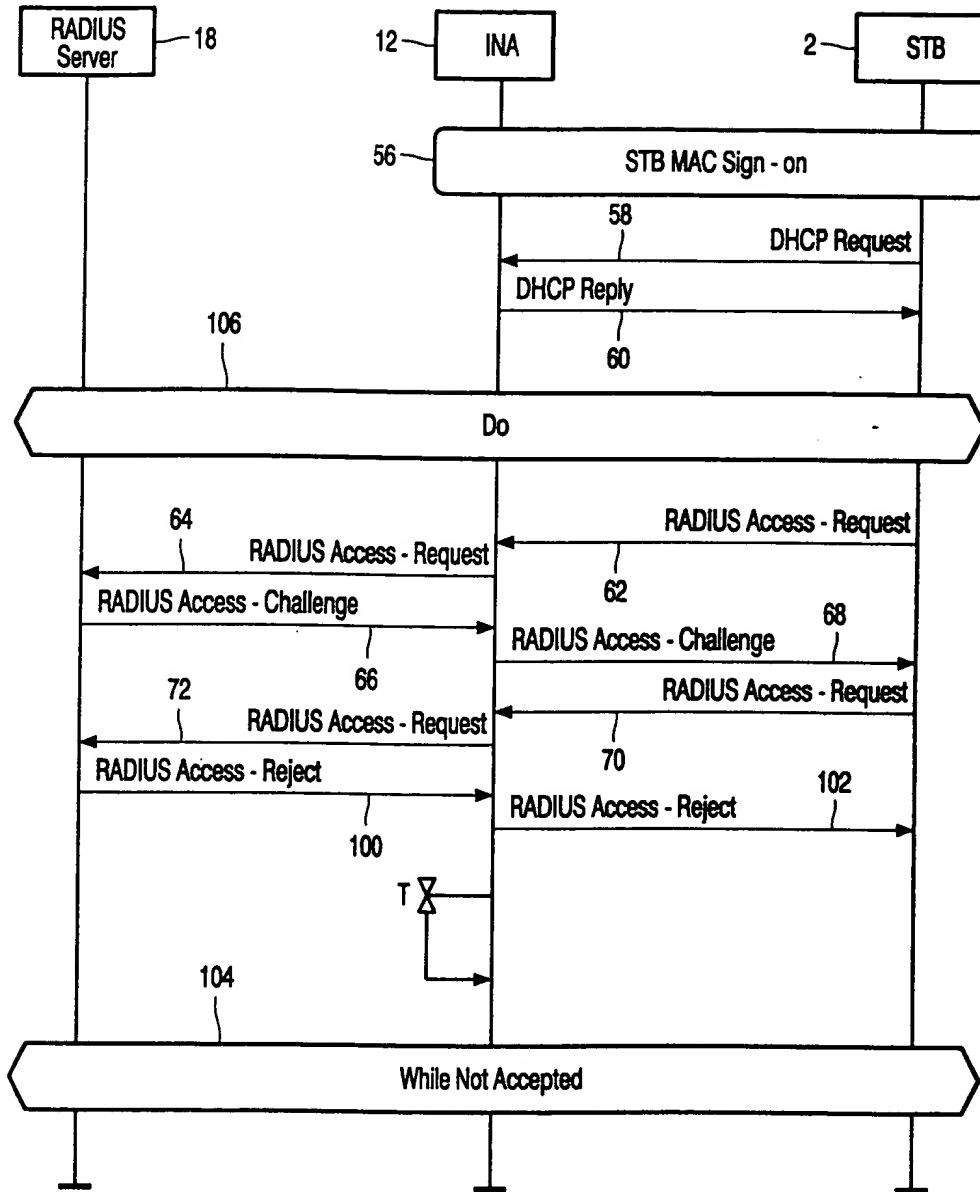 RADIUS
Server
18
12
INA
2
STB
56
STB MAC Sign - on
58
DHCP Request
DHCP Reply
60
106
Do
64
RADIUS Access - Request
RADIUS Access - Request
62
RADIUS Access - Challenge
66
RADIUS Access - Challenge
68
72
RADIUS Access - Request
RADIUS Access - Request
70
RADIUS Access - Reject
100
RADIUS Access - Reject
102
T
104
While Not Accepted